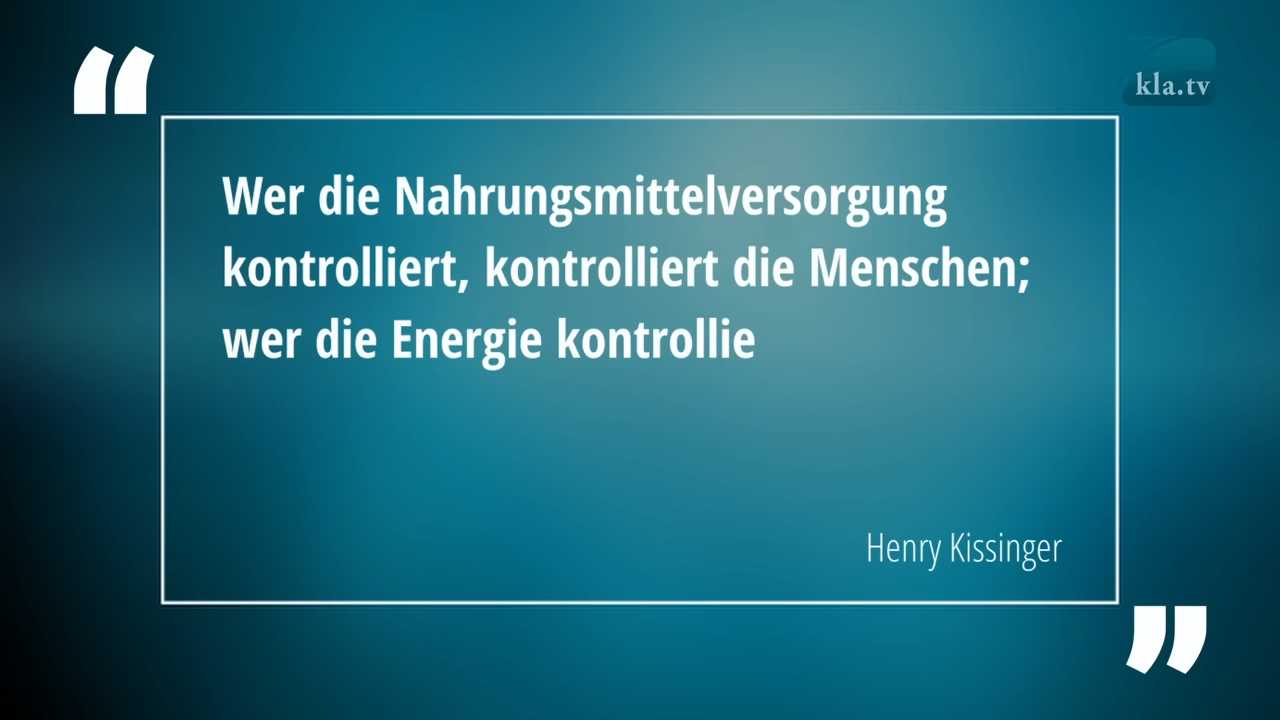 kla.tv
Wer die Nahrungsmittelversorgung
kontrolliert, kontrolliert die Menschen;
wer die Energie kontrollie
Henry Kissinger